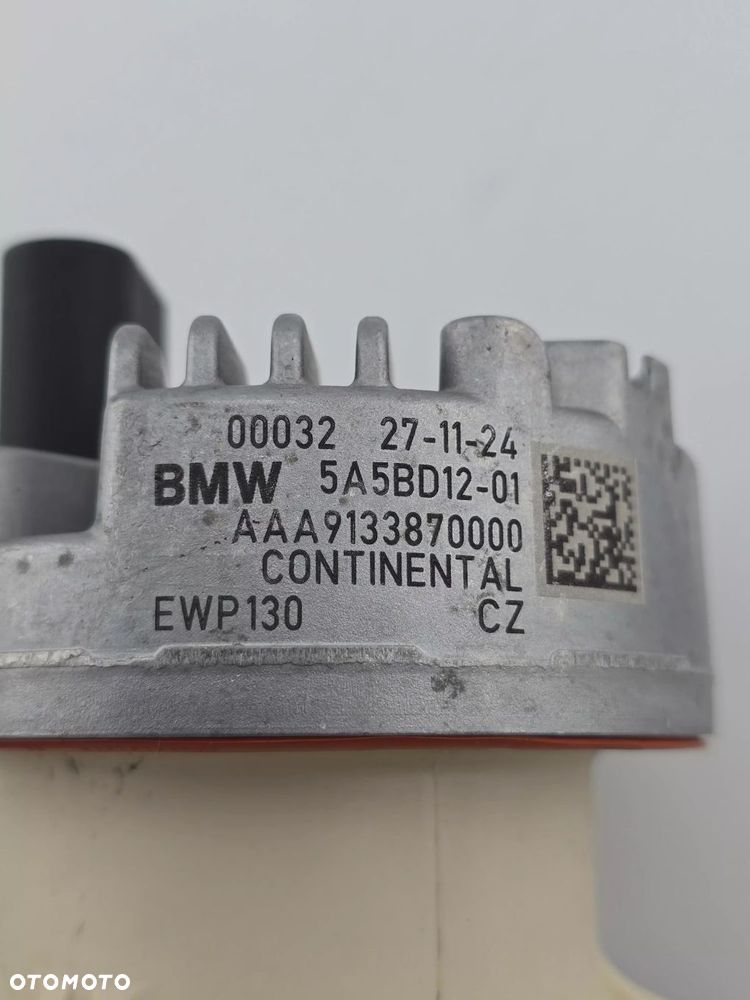 00032 27-11-24
BMW 5A5BD12-01
AAA9133870000
CONTINENTAL
EWP130 CZ
OTOMOTO